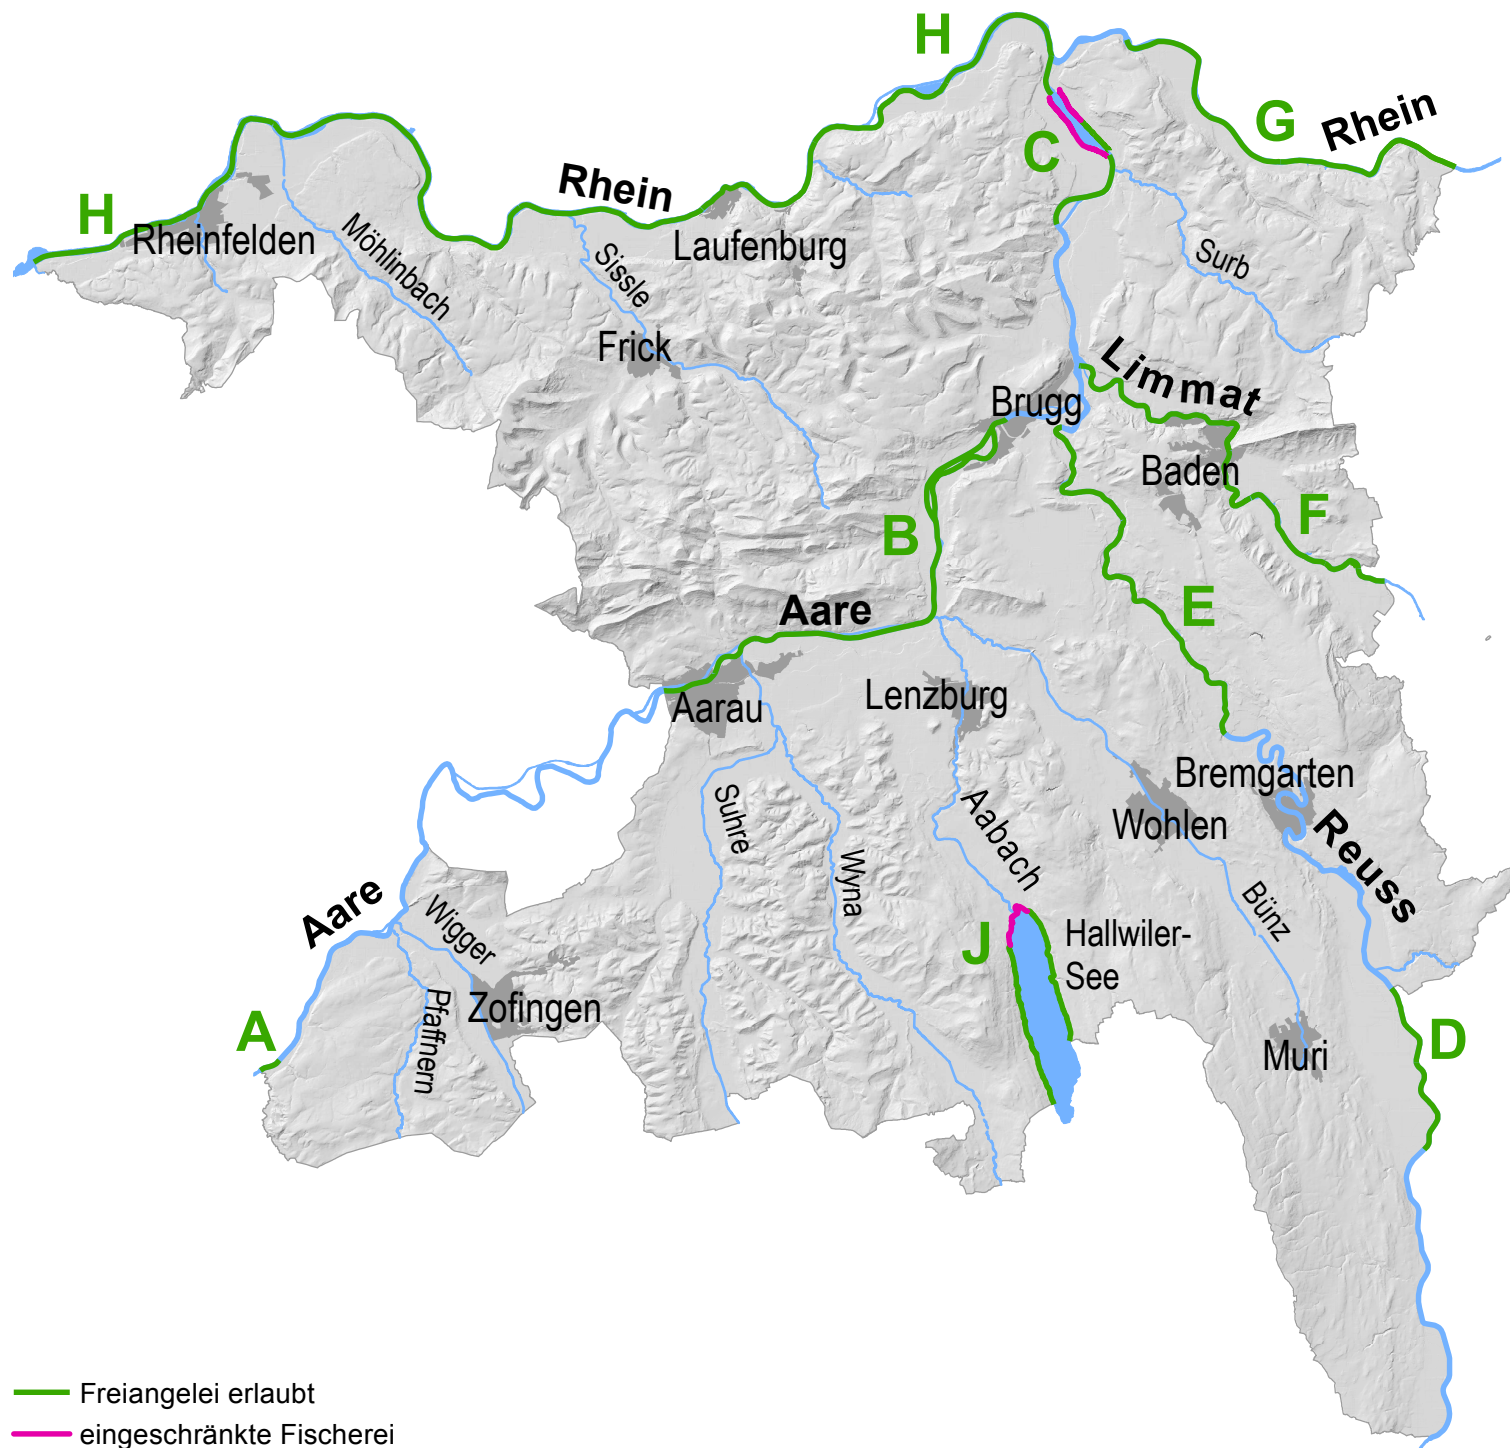 H
G
Rhein
C
Rhein
H
Rheinfelden
Möhlinbach
Laufenburg
Sissle
Surb
Frick
Limmat
Brugg
Baden
B
F
Aare
E
Aarau
Lenzburg
Bremgarten
Suhre
Aabach
Wohlen
Reuss
Wyna
Aare
Wigger
Bünz
J
Hallwiler-
See
Zofingen
Pfaffnern
A
Muri
D
Freiangelei erlaubt
eingeschränkte Fischerei